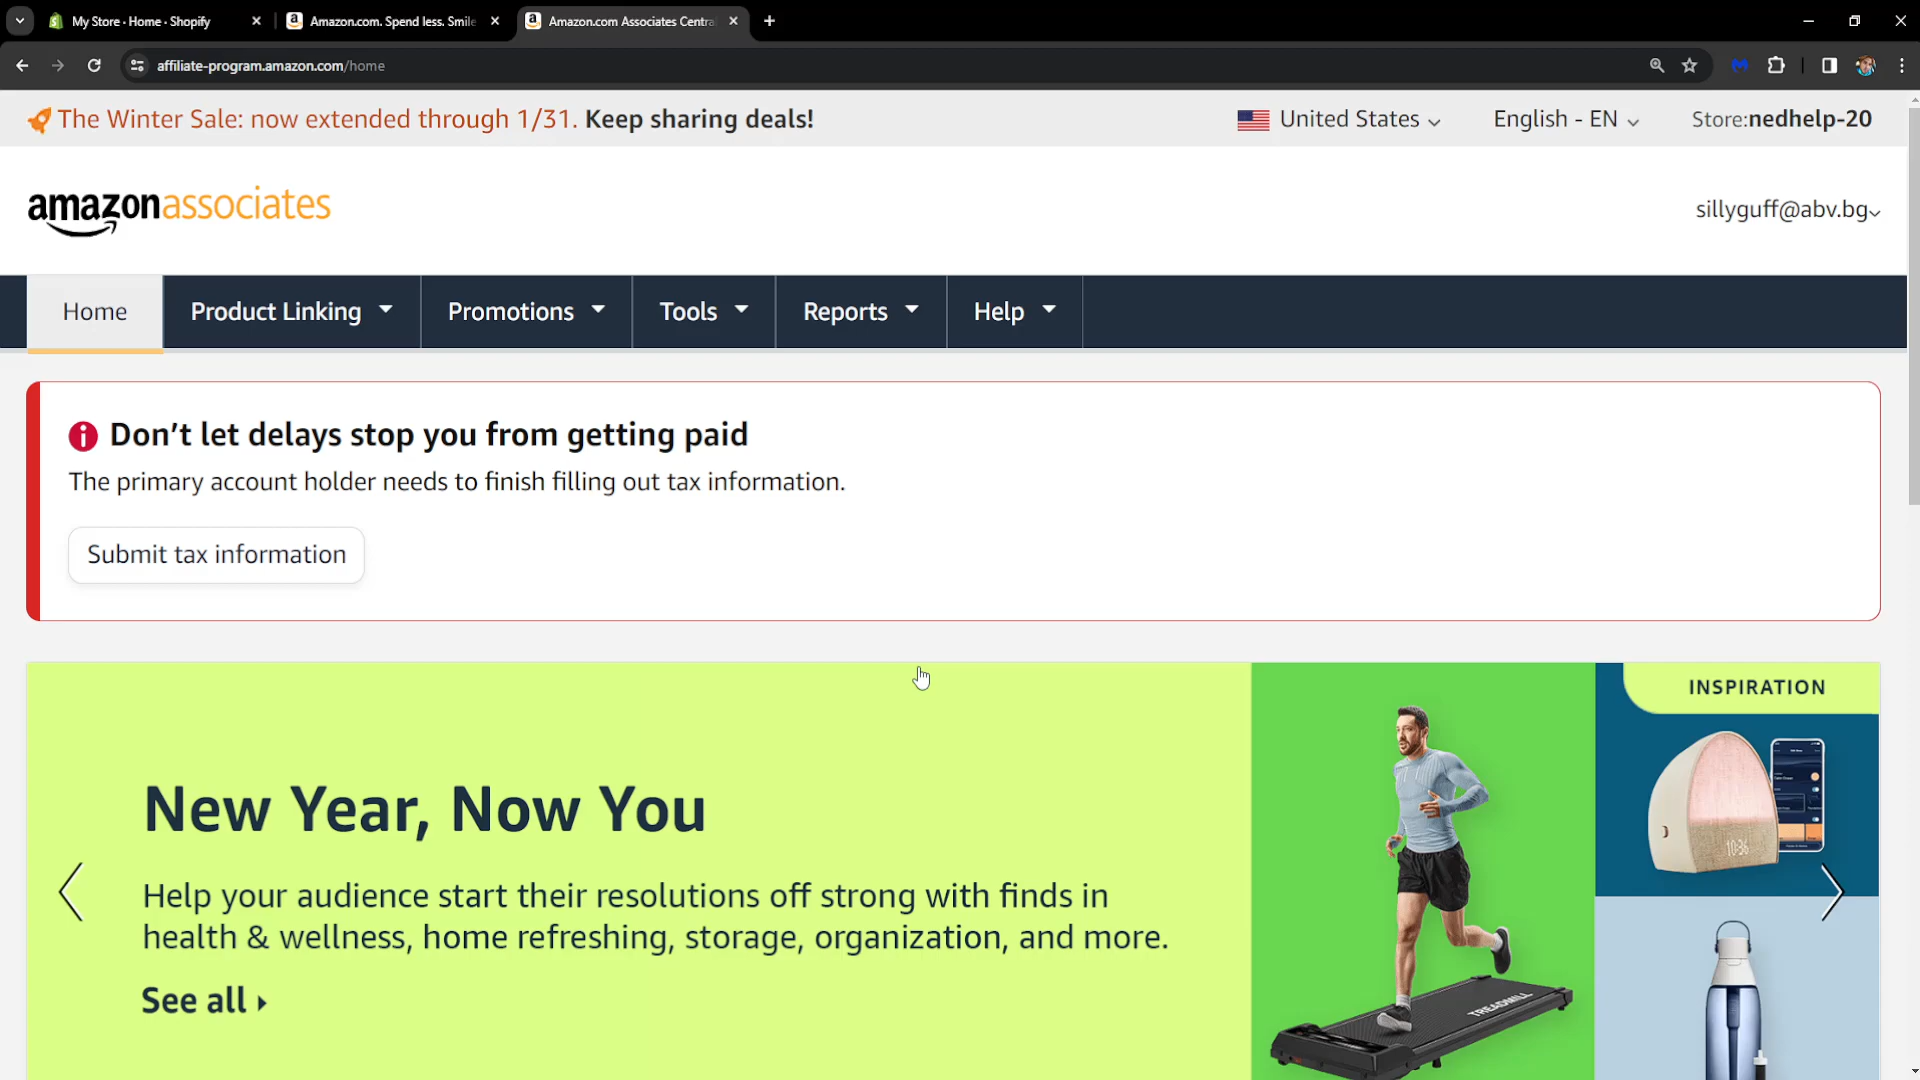 My Store · Home · Shopify
Amazon.com. Spend less. Smile
Amazon.com Associates Centra
affiliate-program.amazon.com/home
The Winter Sale: now extended through 1/31. Keep sharing deals!
United States
English - EN
Store:nedhelp-20
amazonassociates
sillyguff@abv.bg
Home
Product Linking
Promotions
Tools
Reports
Help
Don’t let delays stop you from getting paid
The primary account holder needs to finish filling out tax information.
Submit tax information
INSPIRATION
New Year, Now You
10:36
Help your audience start their resolutions off strong with finds in
health & wellness, home refreshing, storage, organization, and more.
See all
TREADMILL